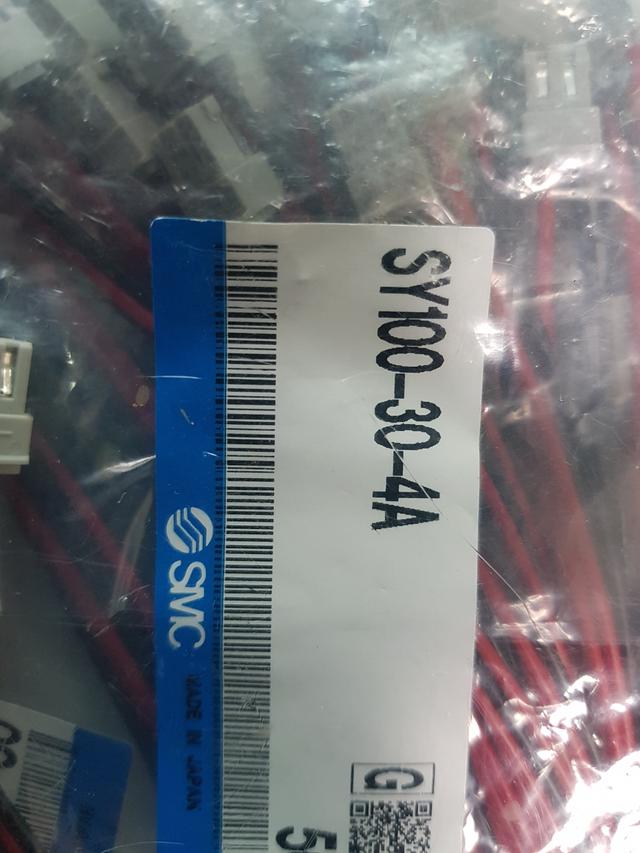 SY100-30-4A
SMC
MADE IN JAPAN
G